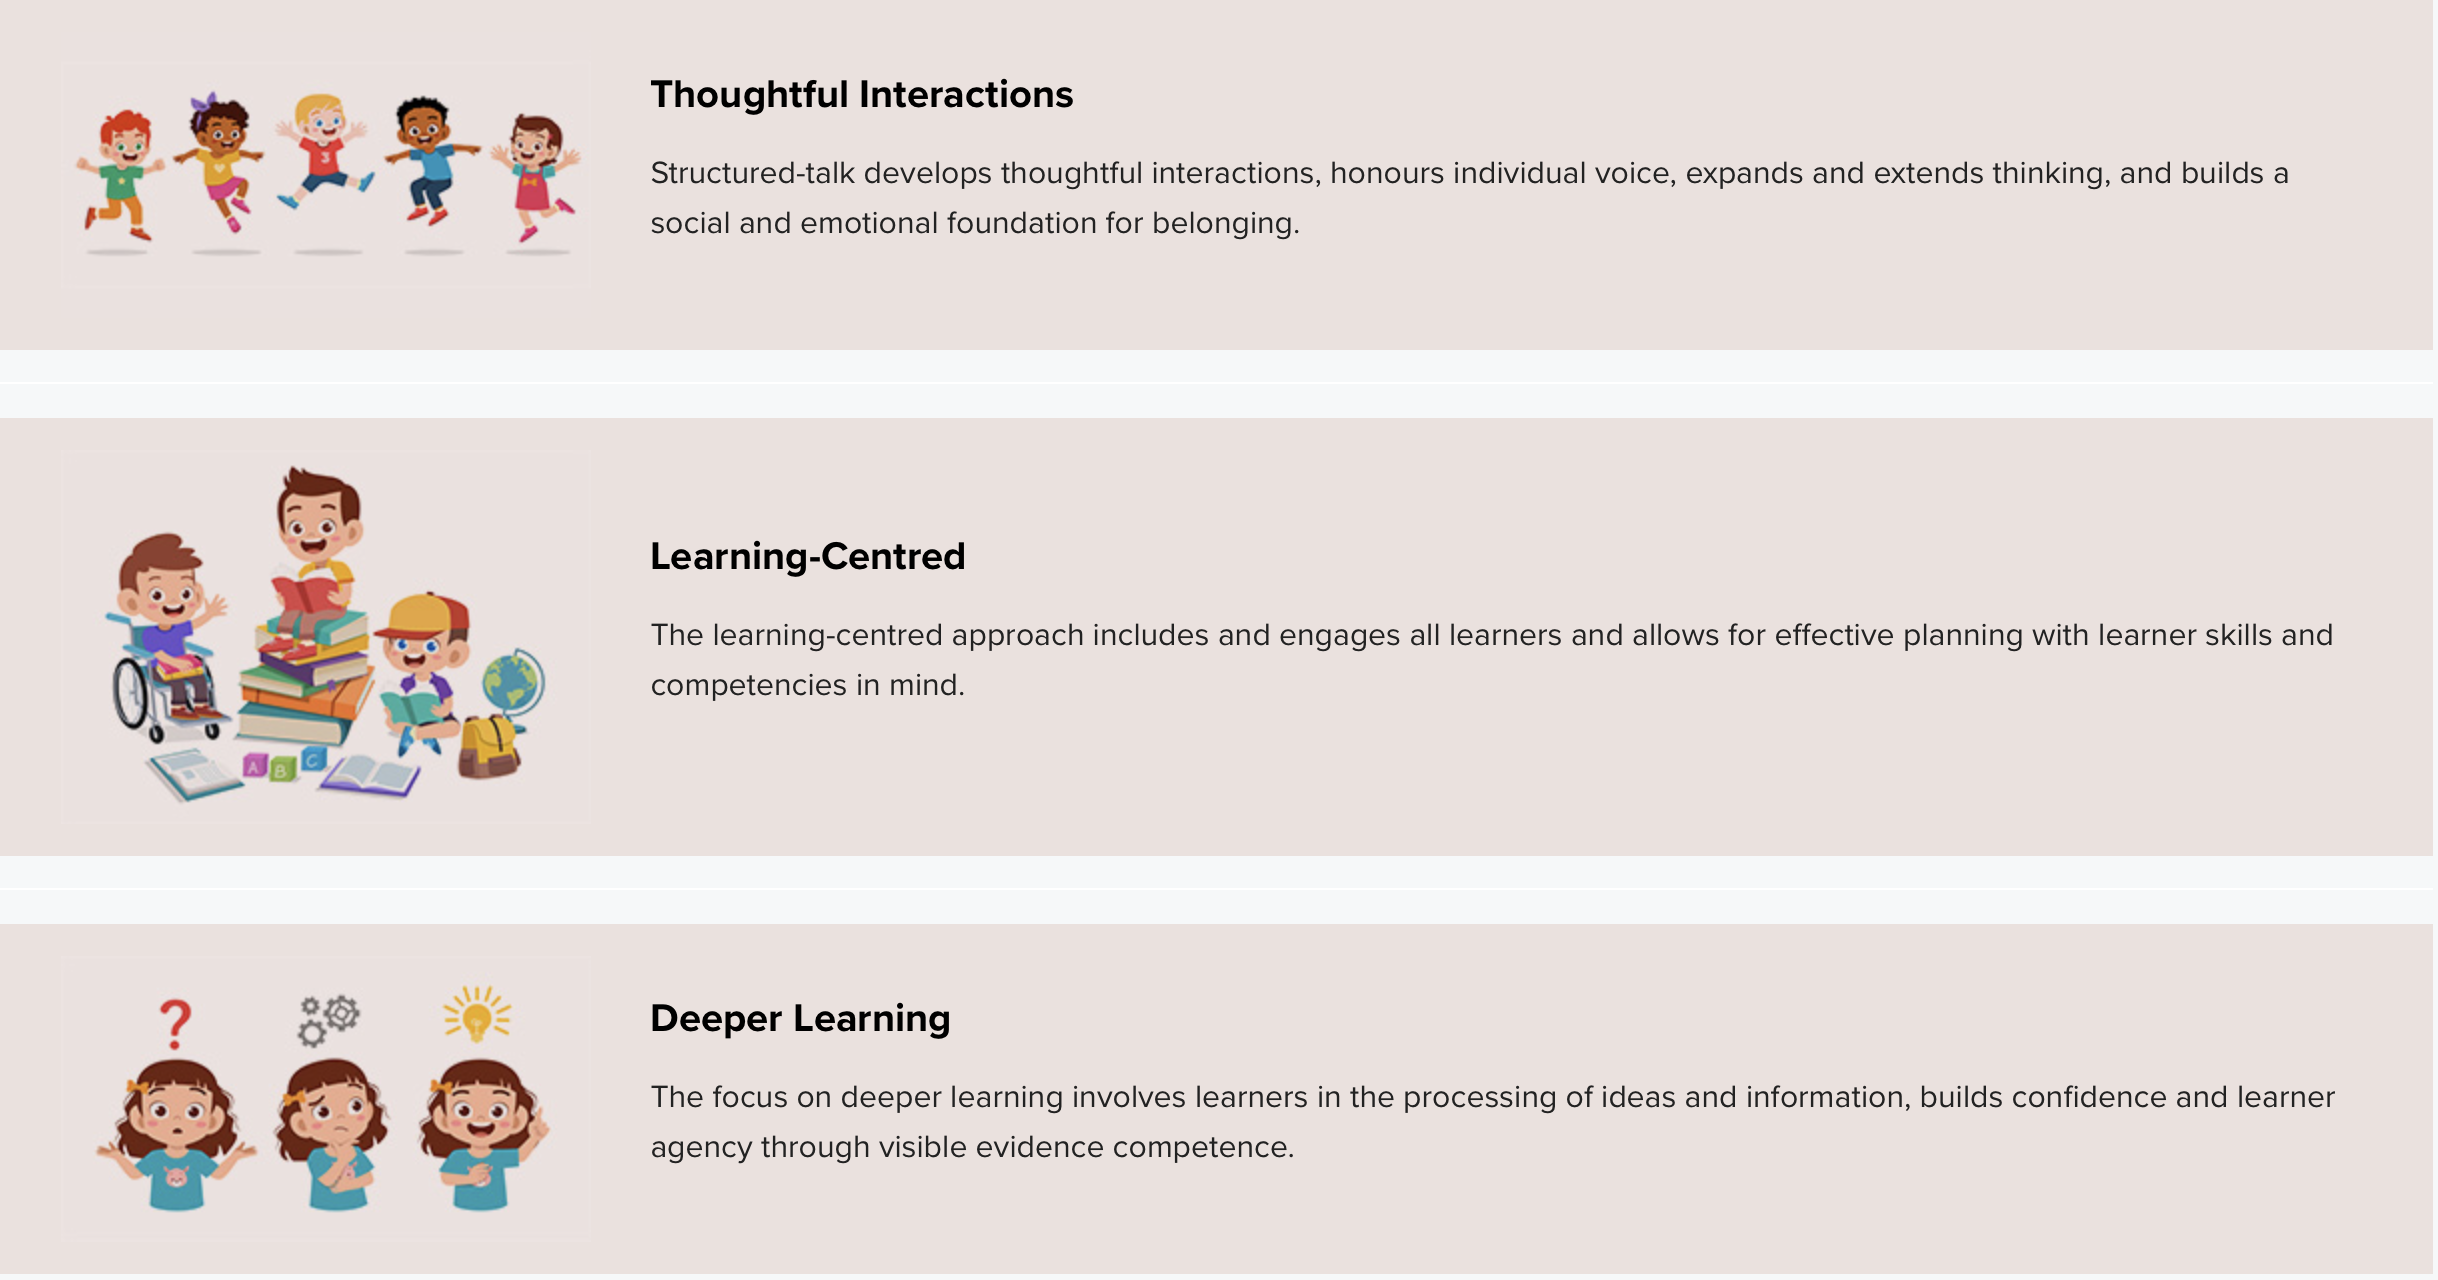 3
Thoughtful Interactions
Structured-talk develops thoughtful interactions, honours individual voice, expands and extends thinking, and builds a
social and emotional foundation for belonging.
Learning-Centred
The learning-centred approach includes and engages all learners and allows for effective planning with learner skills and
competencies in mind.
A B C
?
Deeper Learning
The focus on deeper learning involves learners in the processing of ideas and information, builds confidence and learner
agency through visible evidence competence.